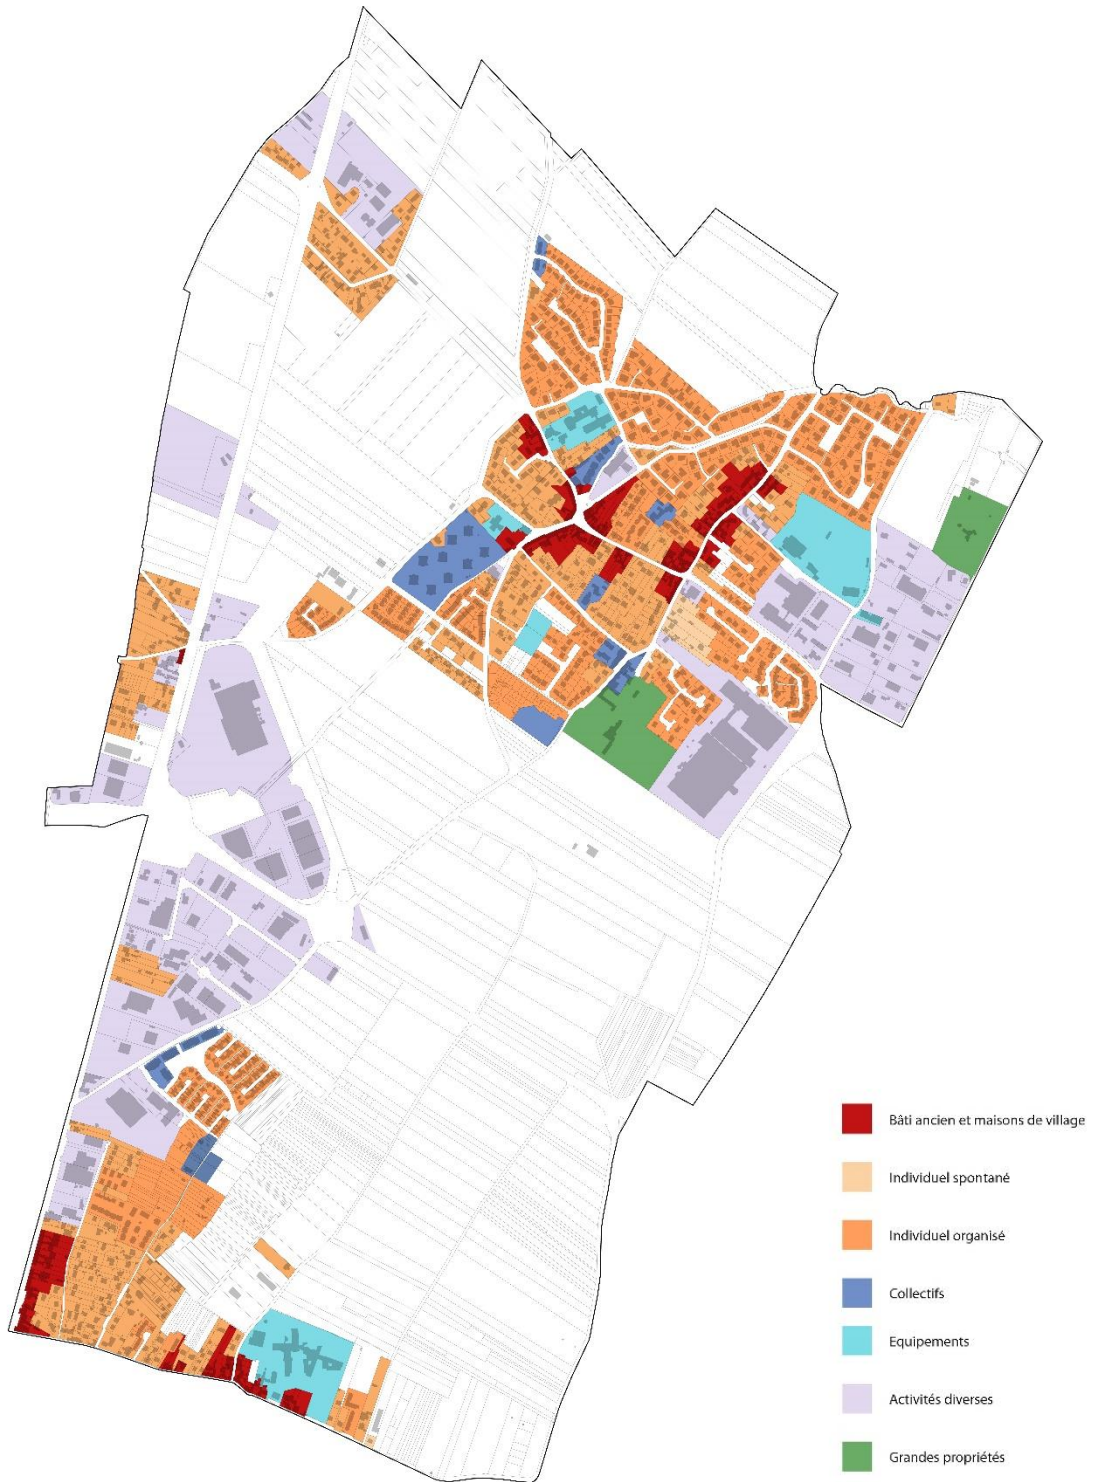 Bâti ancien et maisons de village
Individuel spontané
Individuel organisé
Collectifs
Equipements
Activités diverses
Grandes propriétés